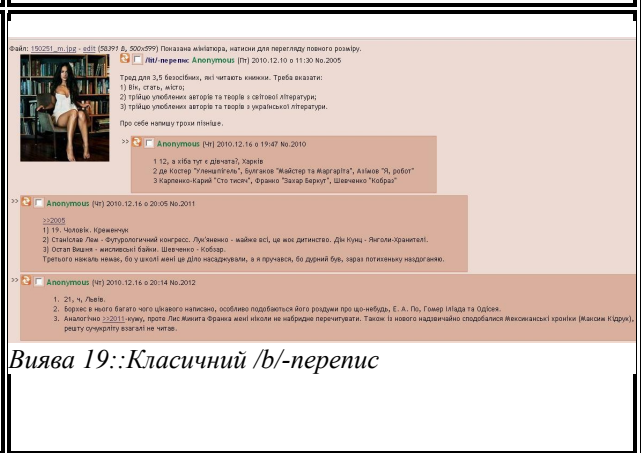 Файл: 150251_m.jpg - edit (58391 B, 500x599) Показана мініатюра, натисни для перегляду повного розміру.
/lit/-перепис Anonymous (Пт) 2010.12.10 о 11:30 No.2005
Тред для 3,5 безосібних, які читають книжки. Треба вказати:
1) Вік, стать, місто;
2) трійцю улюблених авторів та творів з світової літератури;
3) трійцю улюблених авторів та творів з української літератури.
Про себе напишу трохи пізніше.
>> Anonymous (Чт) 2010.12.16 о 19:47 No.2010
1 12, а хіба тут є дівчата?, Харків
2 де Костер "Уленшпігель", Булгаков "Майстер та Маргаріта", Азімов "Я, робот"
3 Карпенко-Карий "Сто тисяч", Франко "Захар Беркут", Шевченко "Кобзар"
>> Anonymous (Чт) 2010.12.16 о 20:05 No.2011
>>2005
1) 19. Чоловік. Кременчук
2) Станіслав Лем - Футурологичний конгресс. Лук'яненко - майже всі, це моє дитинство. Дін Кунц - Янголи-Хранителі.
3) Остап Вишня - мисливські байки. Шевченко - Кобзар.
Третього нажаль немає, бо у школі мені це діло насаджували, а я пручався, бо дурний був, зараз потихеньку наздоганяю.
>> Anonymous (Чт) 2010.12.16 о 20:14 No.2012
1. 21, ч, Львів.
2. Борхес в нього багато чого цікавого написано, особливо подобаються його роздуми про що-небудь, Е. А. По, Гомер Іліада та Одісея.
3. Аналогічно >>2011-куму, проте Лис Микита Франка мені ніколи не набридне перечитувати. Також із нового надзвичайно сподобалися Мексиканські хроніки (Максим Кідрук),
решту сучукрліту взагалі не читав.
Виява 19::Класичний /b/-перепис